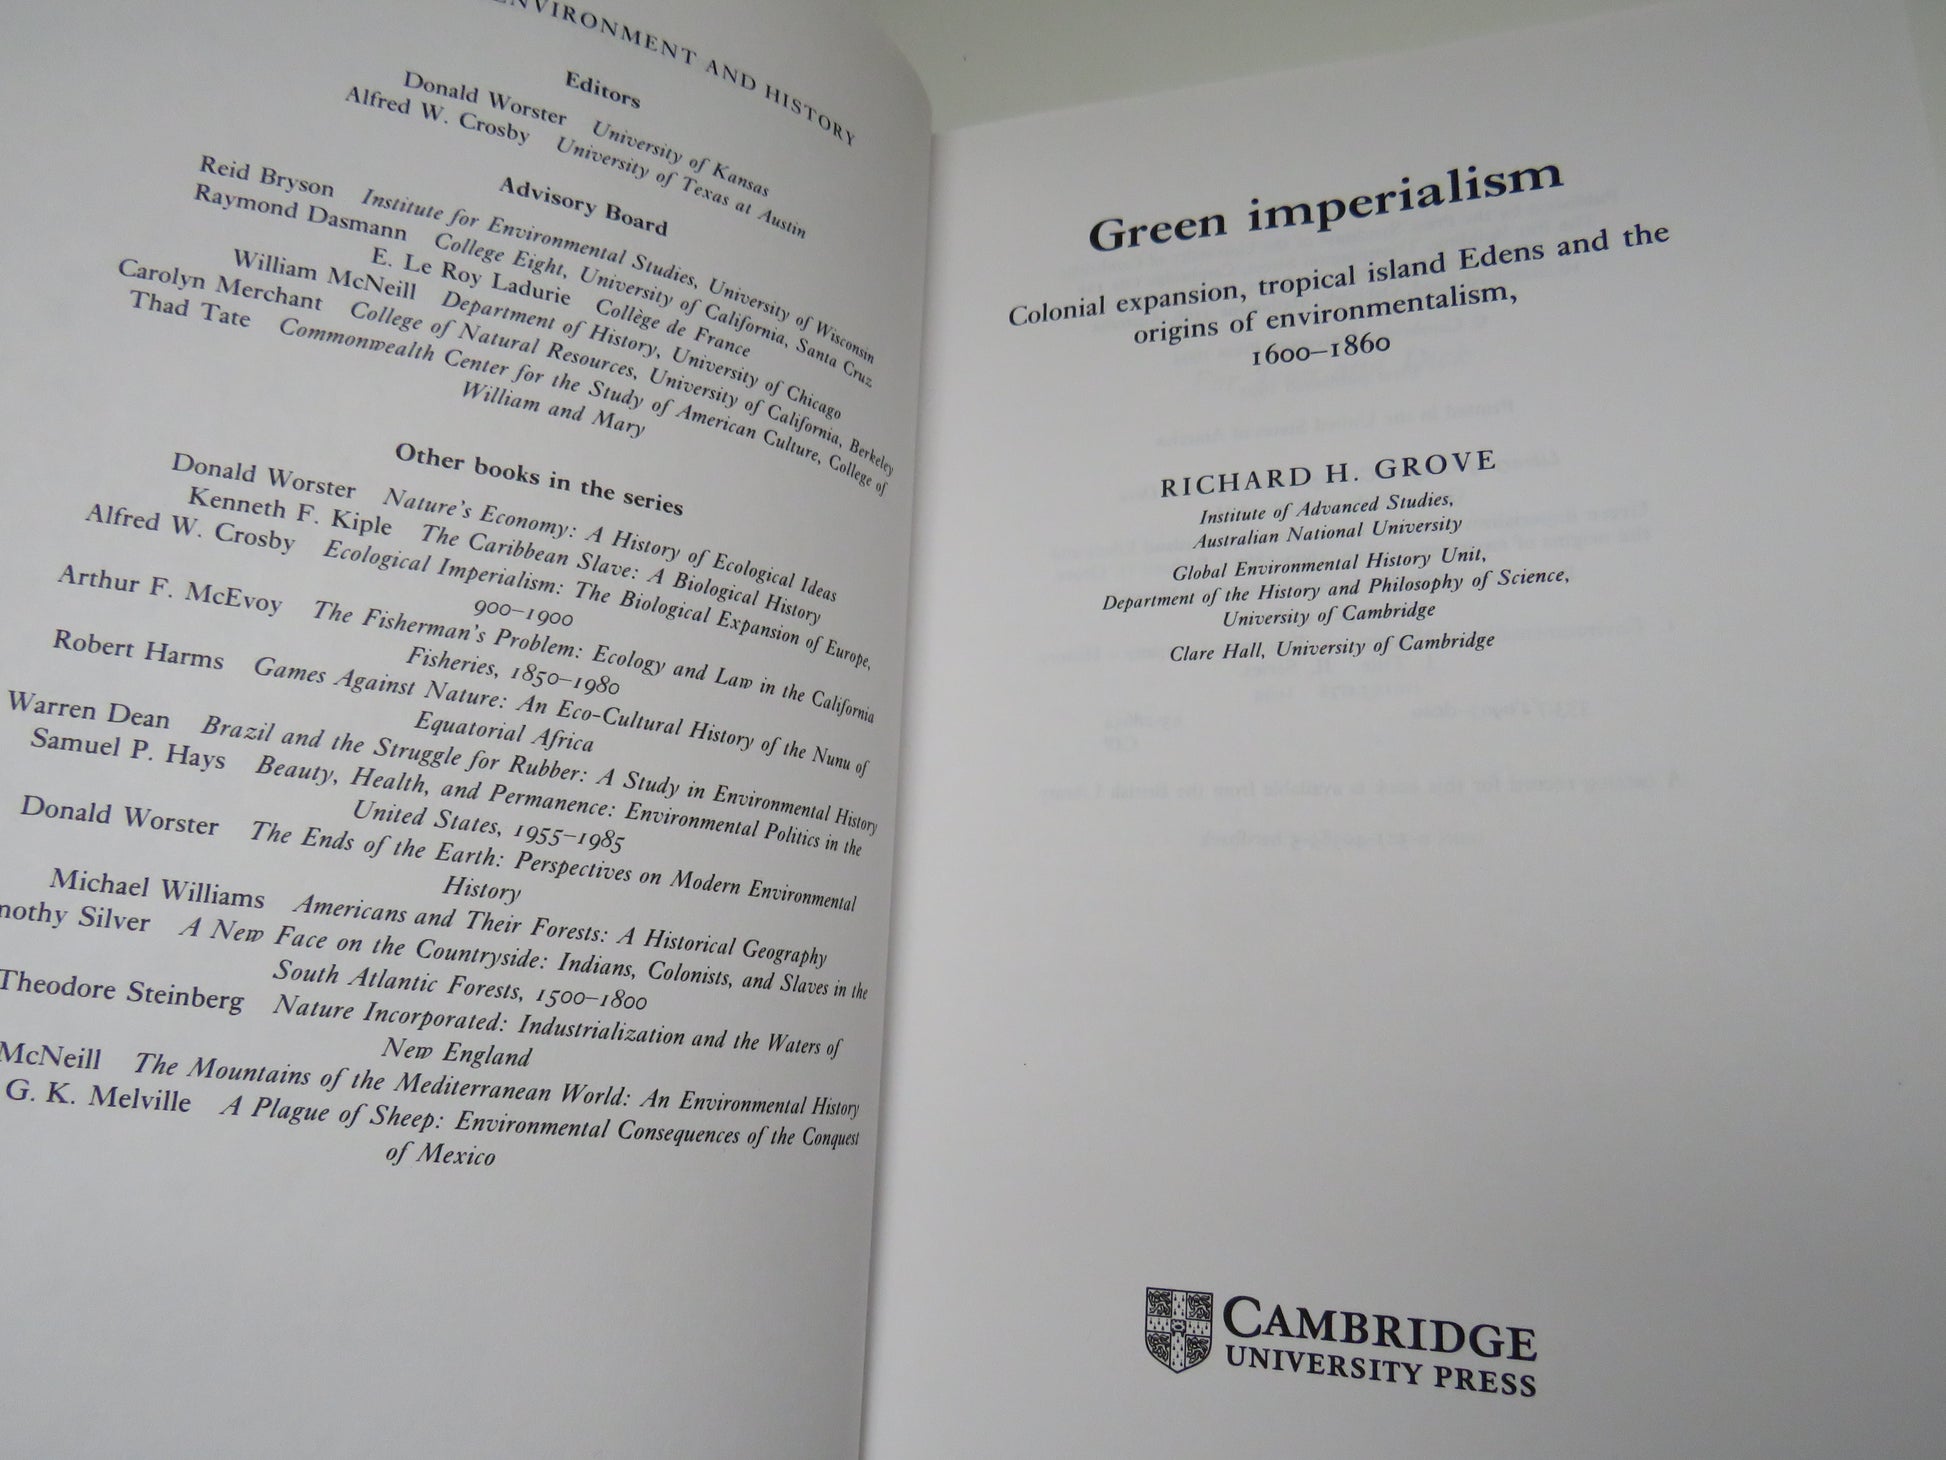 ENVIRONMENT AND HISTORY
Editors
Donald Worster University of Kansas
Alfred W. Crosby University of Texas at Austin
Advisory Board
Reid Bryson Institute for Environmental Studies, University of Wisconsin
Raymond Dasmann College Eight, University of California, Santa Cruz
E. Le Roy Ladurie Collège de France
William McNeill Department of History, University of Chicago
Carolyn Merchant College of Natural Resources, University of California, Berkeley
Thad Tate Commonwealth Center for the Study of American Culture, College of
William and Mary
Other books in the series
Donald Worster Nature's Economy: A History of Ecological Ideas
Kenneth F. Kiple The Caribbean Slave: A Biological History
Alfred W. Crosby Ecological Imperialism: The Biological Expansion of Europe,
900–1900
Arthur F. McEvoy The Fisherman's Problem: Ecology and Law in the California
Fisheries, 1850–1980
Robert Harms Games Against Nature: An Eco-Cultural History of the Nunu of
Equatorial Africa
Warren Dean Brazil and the Struggle for Rubber: A Study in Environmental History
Samuel P. Hays Beauty, Health, and Permanence: Environmental Politics in the
United States, 1955–1985
Donald Worster The Ends of the Earth: Perspectives on Modern Environmental
History
Michael Williams Americans and Their Forests: A Historical Geography
mothy Silver A New Face on the Countryside: Indians, Colonists, and Slaves in the
South Atlantic Forests, 1500–1800
Theodore Steinberg Nature Incorporated: Industrialization and the Waters of
New England
McNeill The Mountains of the Mediterranean World: An Environmental History
G. K. Melville A Plague of Sheep: Environmental Consequences of the Conquest
of Mexico
Green imperialism
Colonial expansion, tropical island Edens and the
origins of environmentalism,
1600–1860
RICHARD H. GROVE
Institute of Advanced Studies,
Australian National University
Global Environmental History Unit,
Department of the History and Philosophy of Science,
University of Cambridge
Clare Hall, University of Cambridge
CAMBRIDGE
UNIVERSITY PRESS